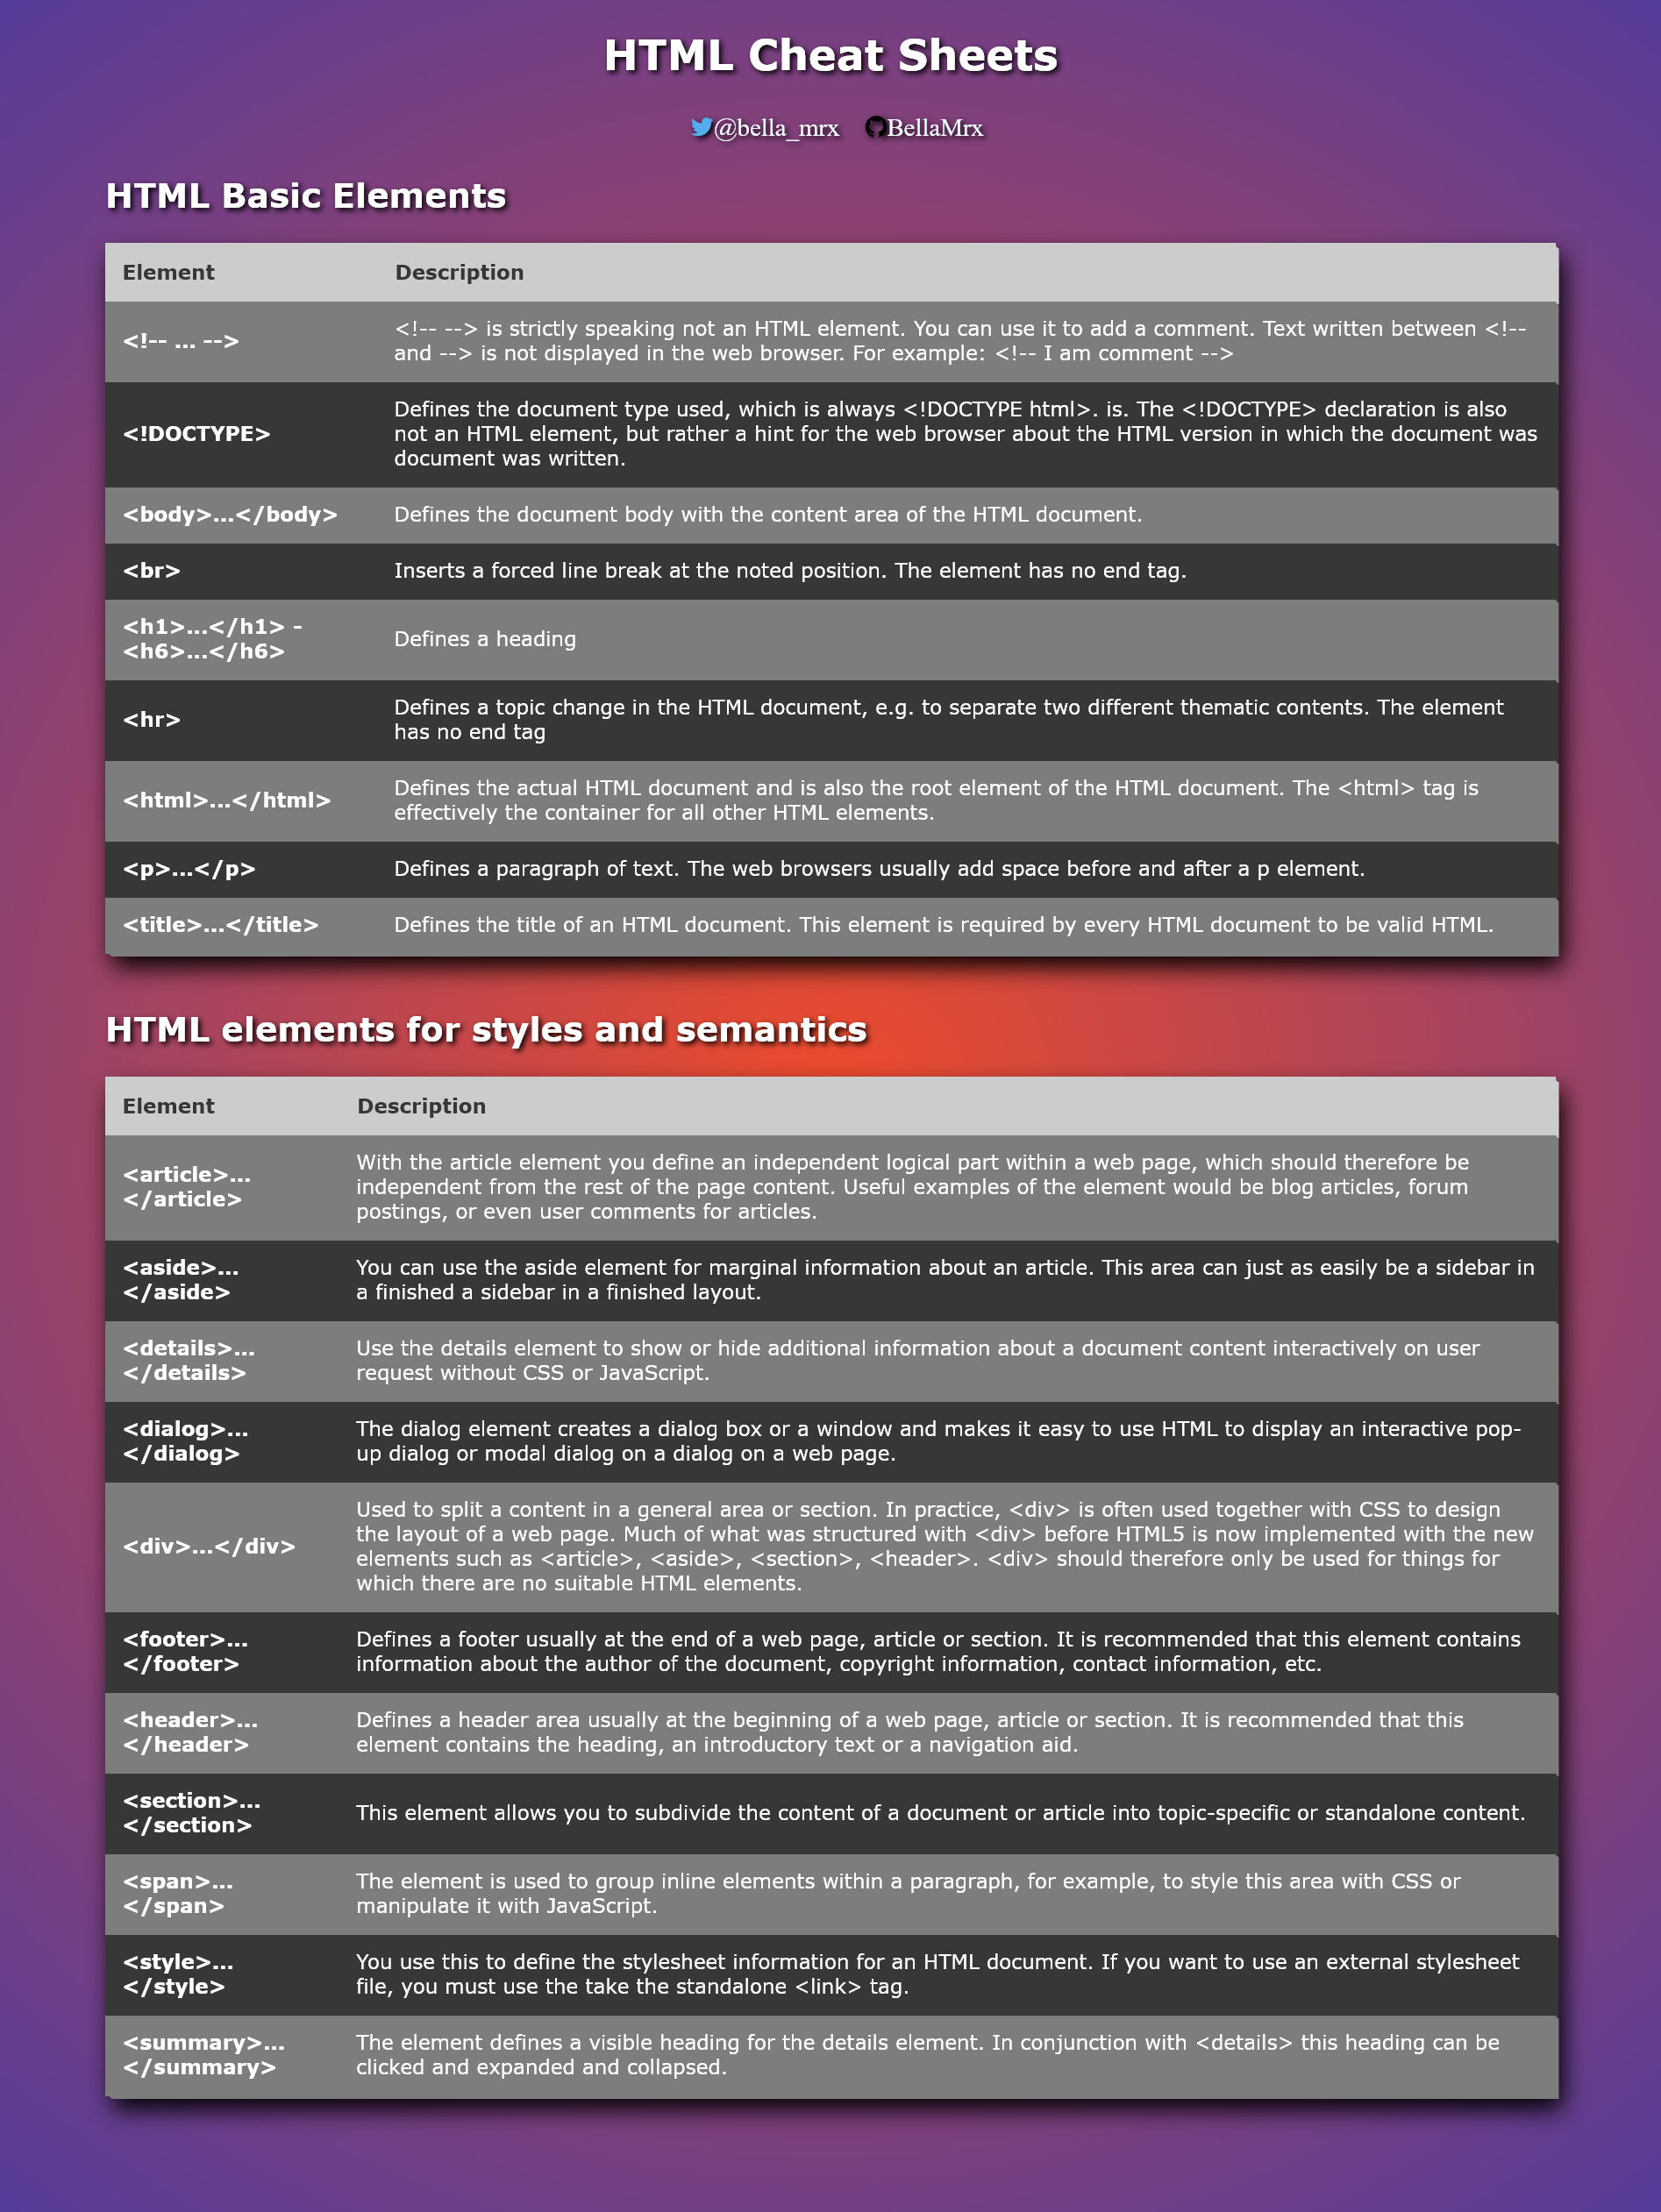 HTML Cheat Sheets
@bella_mrx BellaMrx
HTML Basic Elements
Element Description
<!-- ... --> <!-- --> is strictly speaking not an HTML element. You can use it to add a comment. Text written between <!--
and --> is not displayed in the web browser. For example: <!-- I am comment -->
<!DOCTYPE> Defines the document type used, which is always <!DOCTYPE html>. is. The <!DOCTYPE> declaration is also
not an HTML element, but rather a hint for the web browser about the HTML version in which the document was
document was written.
<body>...</body> Defines the document body with the content area of the HTML document.
<br> Inserts a forced line break at the noted position. The element has no end tag.
<h1>...</h1> -
<h6>...</h6>
Defines a heading
<hr> Defines a topic change in the HTML document, e.g. to separate two different thematic contents. The element
has no end tag
<html>...</html> Defines the actual HTML document and is also the root element of the HTML document. The <html> tag is
effectively the container for all other HTML elements.
<p>...</p> Defines a paragraph of text. The web browsers usually add space before and after a p element.
<title>...</title> Defines the title of an HTML document. This element is required by every HTML document to be valid HTML.
HTML elements for styles and semantics
Element Description
<article>...
</article>
With the article element you define an independent logical part within a web page, which should therefore be
independent from the rest of the page content. Useful examples of the element would be blog articles, forum
postings, or even user comments for articles.
<aside>...
</aside>
You can use the aside element for marginal information about an article. This area can just as easily be a sidebar in
a finished a sidebar in a finished layout.
<details>...
</details>
Use the details element to show or hide additional information about a document content interactively on user
request without CSS or JavaScript.
<dialog>...
</dialog>
The dialog element creates a dialog box or a window and makes it easy to use HTML to display an interactive pop-
up dialog or modal dialog on a dialog on a web page.
<div>...</div>
Used to split a content in a general area or section. In practice, <div> is often used together with CSS to design
the layout of a web page. Much of what was structured with <div> before HTML5 is now implemented with the new
elements such as <article>, <aside>, <section>, <header>. <div> should therefore only be used for things for
which there are no suitable HTML elements.
<footer>...
</footer>
Defines a footer usually at the end of a web page, article or section. It is recommended that this element contains
information about the author of the document, copyright information, contact information, etc.
<header>...
</header>
Defines a header area usually at the beginning of a web page, article or section. It is recommended that this
element contains the heading, an introductory text or a navigation aid.
<section>...
</section>
This element allows you to subdivide the content of a document or article into topic-specific or standalone content.
<span>...
</span>
The element is used to group inline elements within a paragraph, for example, to style this area with CSS or
manipulate it with JavaScript.
<style>...
</style>
You use this to define the stylesheet information for an HTML document. If you want to use an external stylesheet
file, you must use the take the standalone <link> tag.
<summary>...
</summary>
The element defines a visible heading for the details element. In conjunction with <details> this heading can be
clicked and expanded and collapsed.